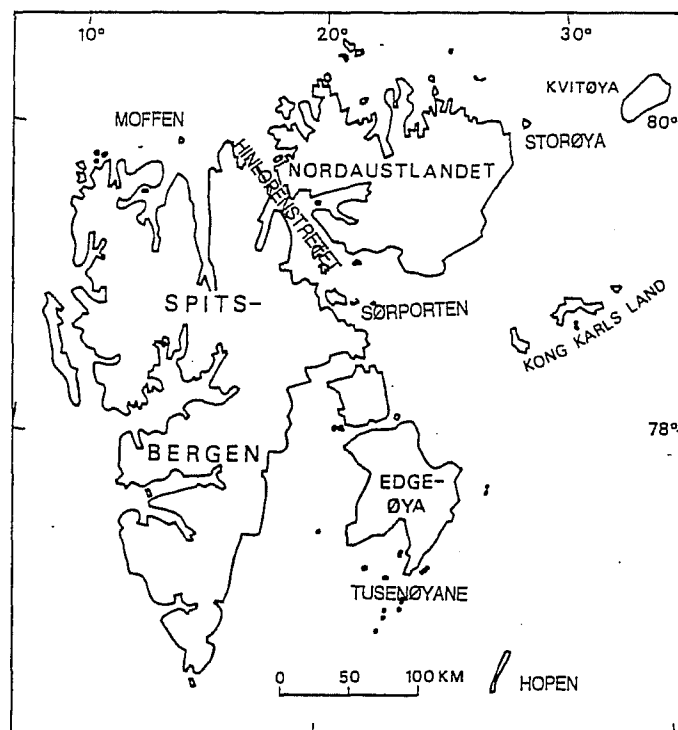 10° 20° 30°
KVITØYA
MOFFEN
80°
STORØYA
HINLOPENSTRETET
NORDAUSTLANDET
SPITS-
SØRPORTEN
KONG KARLS LAND
78°
BERGEN
EDGE-
ØYA
TUSENØYANE
0 50 100 KM
HOPEN